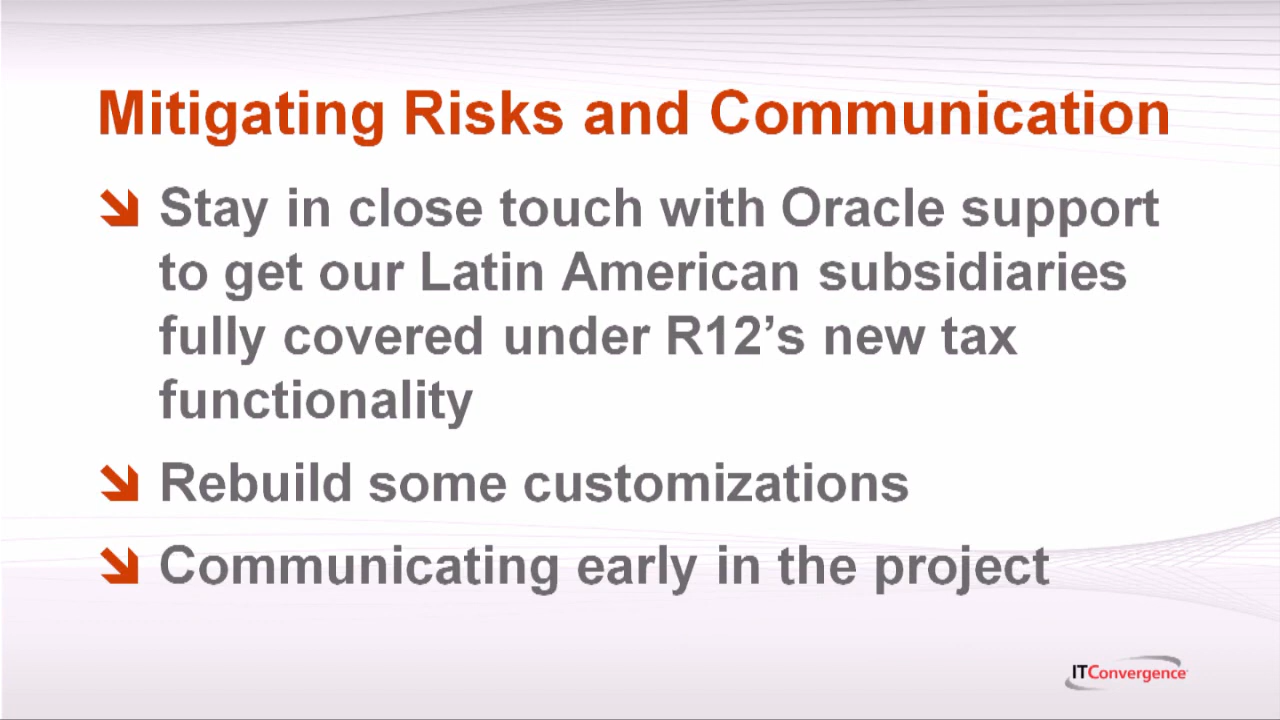 Mitigating Risks and Communication
Stay in close touch with Oracle support
to get our Latin American subsidiaries
fully covered under R12’s new tax
functionality
Rebuild some customizations
Communicating early in the project
ITConvergence